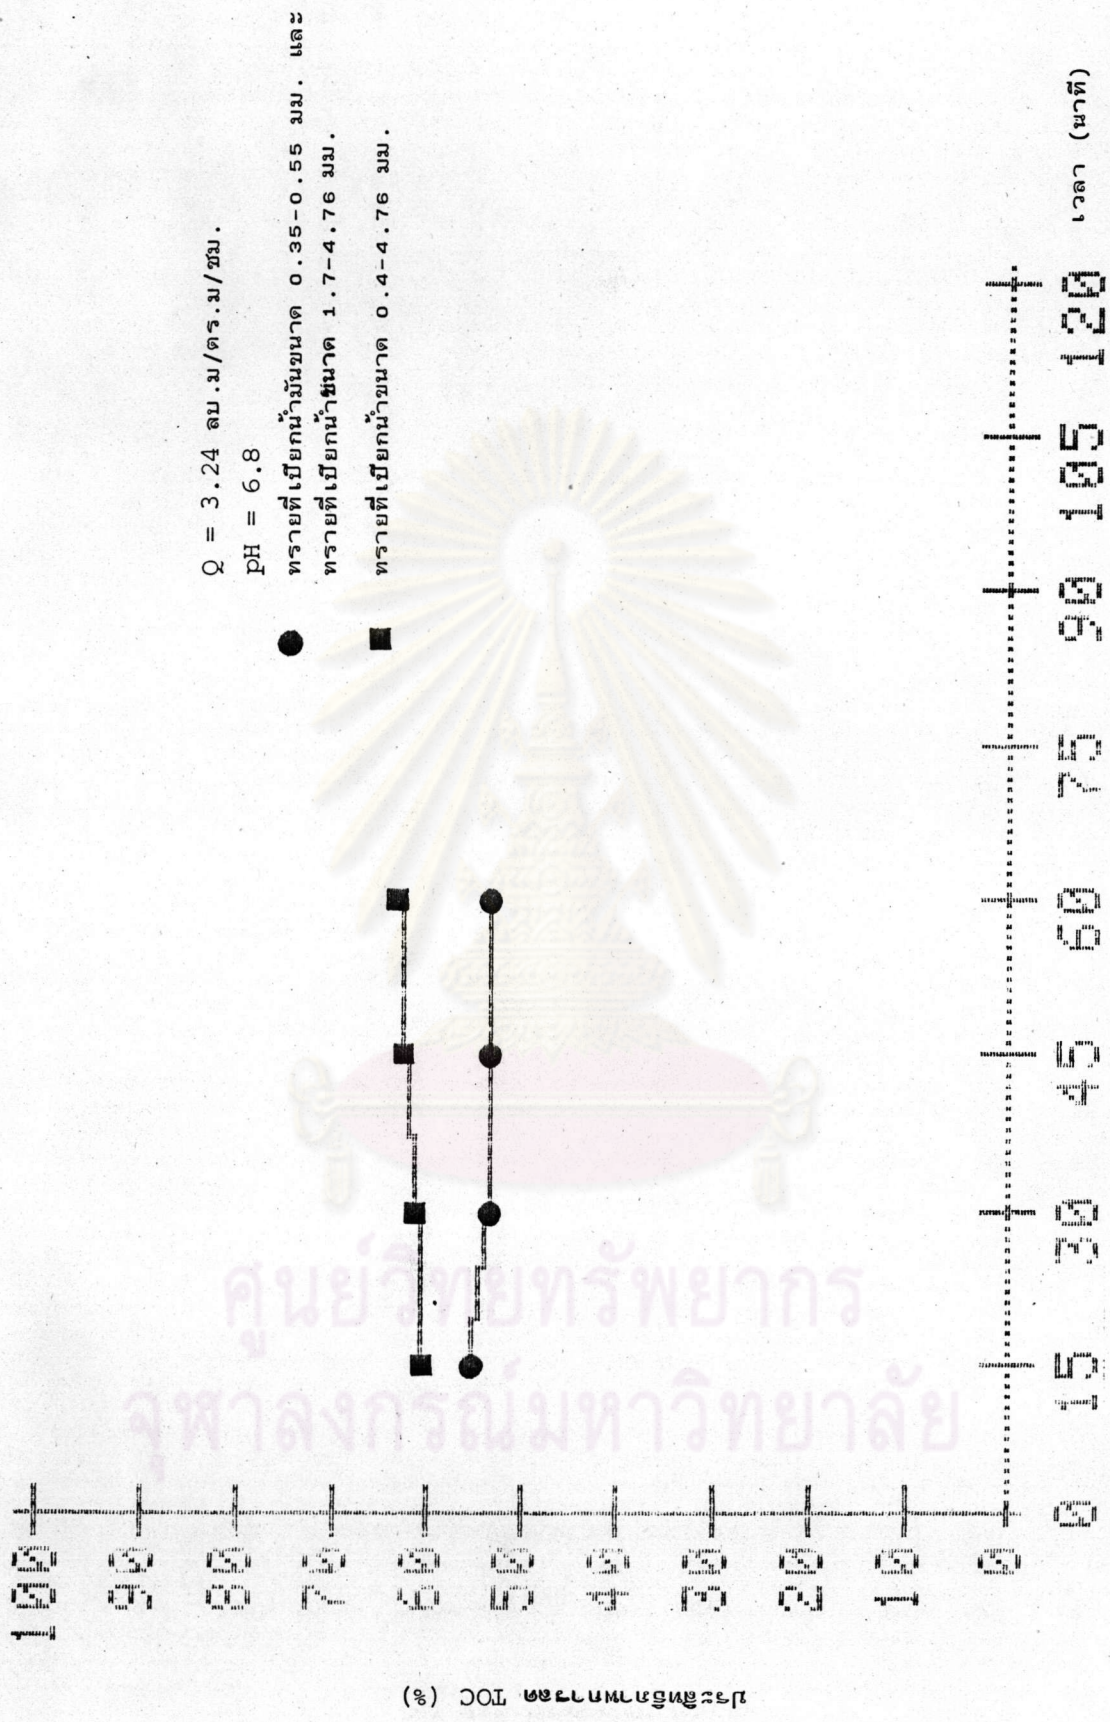 Q = 3.24 ลบ.ม/ตร.ม/ชม.
pH = 6.8
ทรายที่เปียกน้ำมันขนาด 0.35-0.55 มม. และ
ทรายที่เปียกน้ำขนาด 1.7-4.76 มม.
ทรายที่เปียกน้ำขนาด 0.4-4.76 มม.
ประสิทธิภาพการลด TOC (%)
100
90
80
70
60
50
40
30
20
10
0
0 15 30 45 60 75 90 105 120 เวลา (นาที)
ศูนย์วิทยทรัพยากร
จุฬาลงกรณ์มหาวิทยาลัย